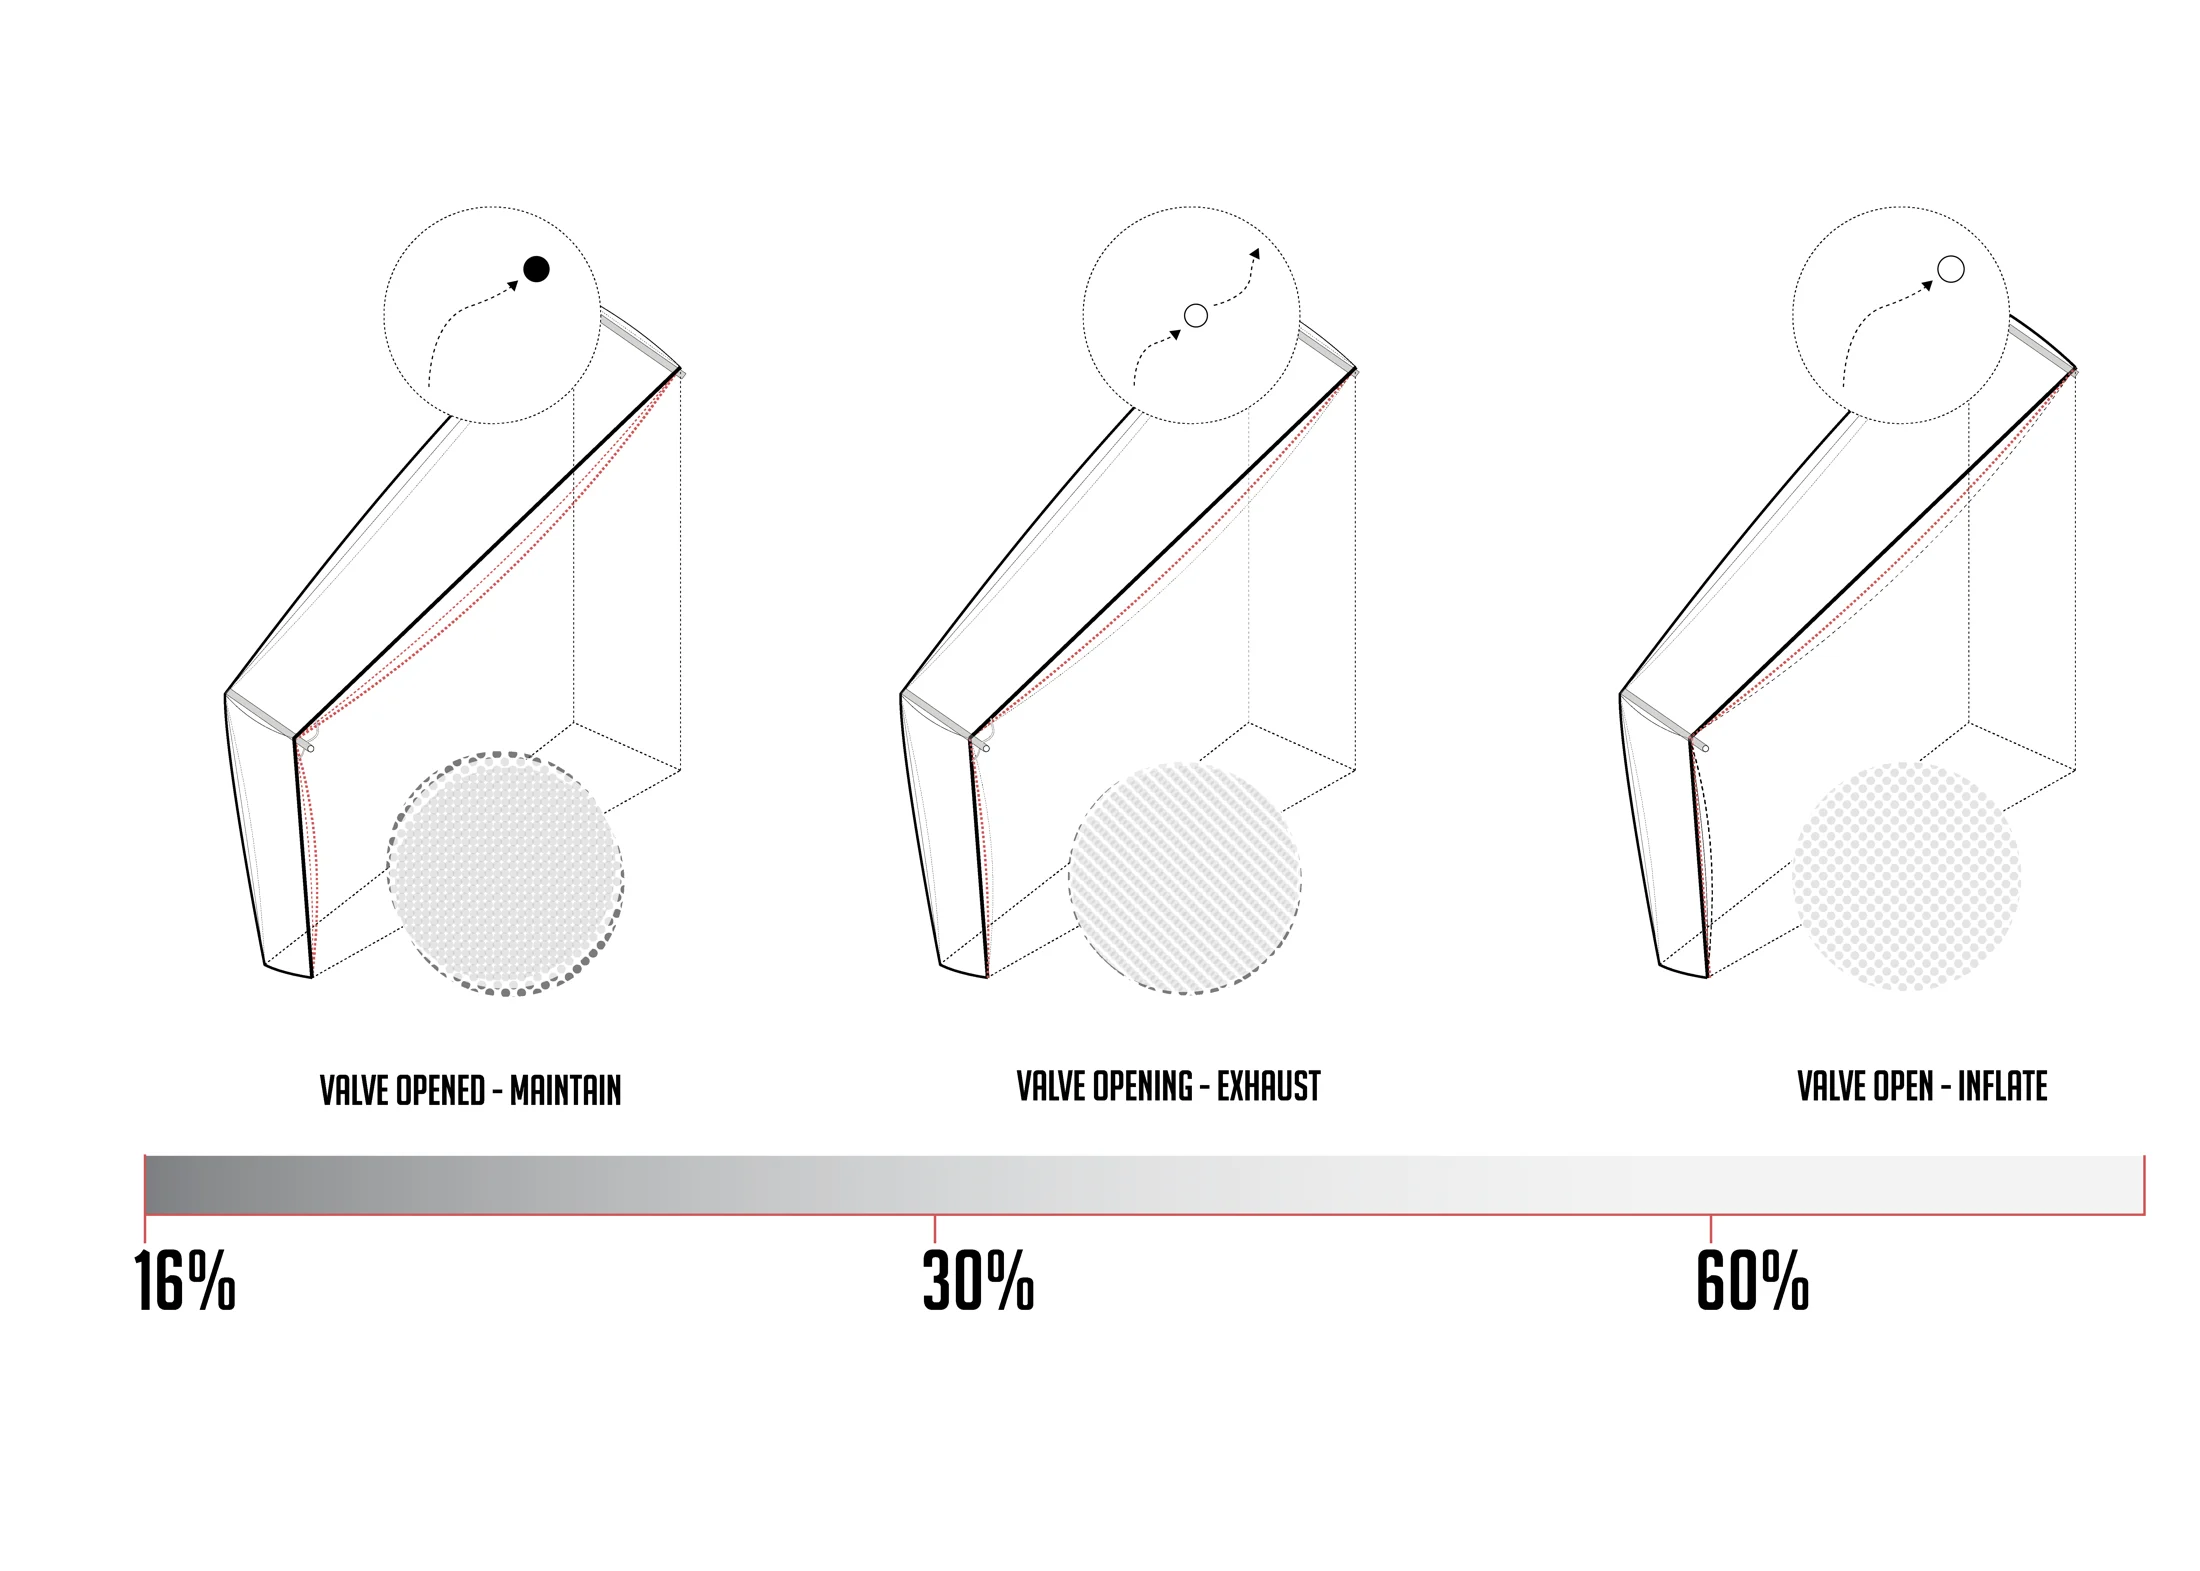 VALVE OPENED - MAINTAIN
VALVE OPENING - EXHAUST
VALVE OPEN - INFLATE
16%
30%
60%